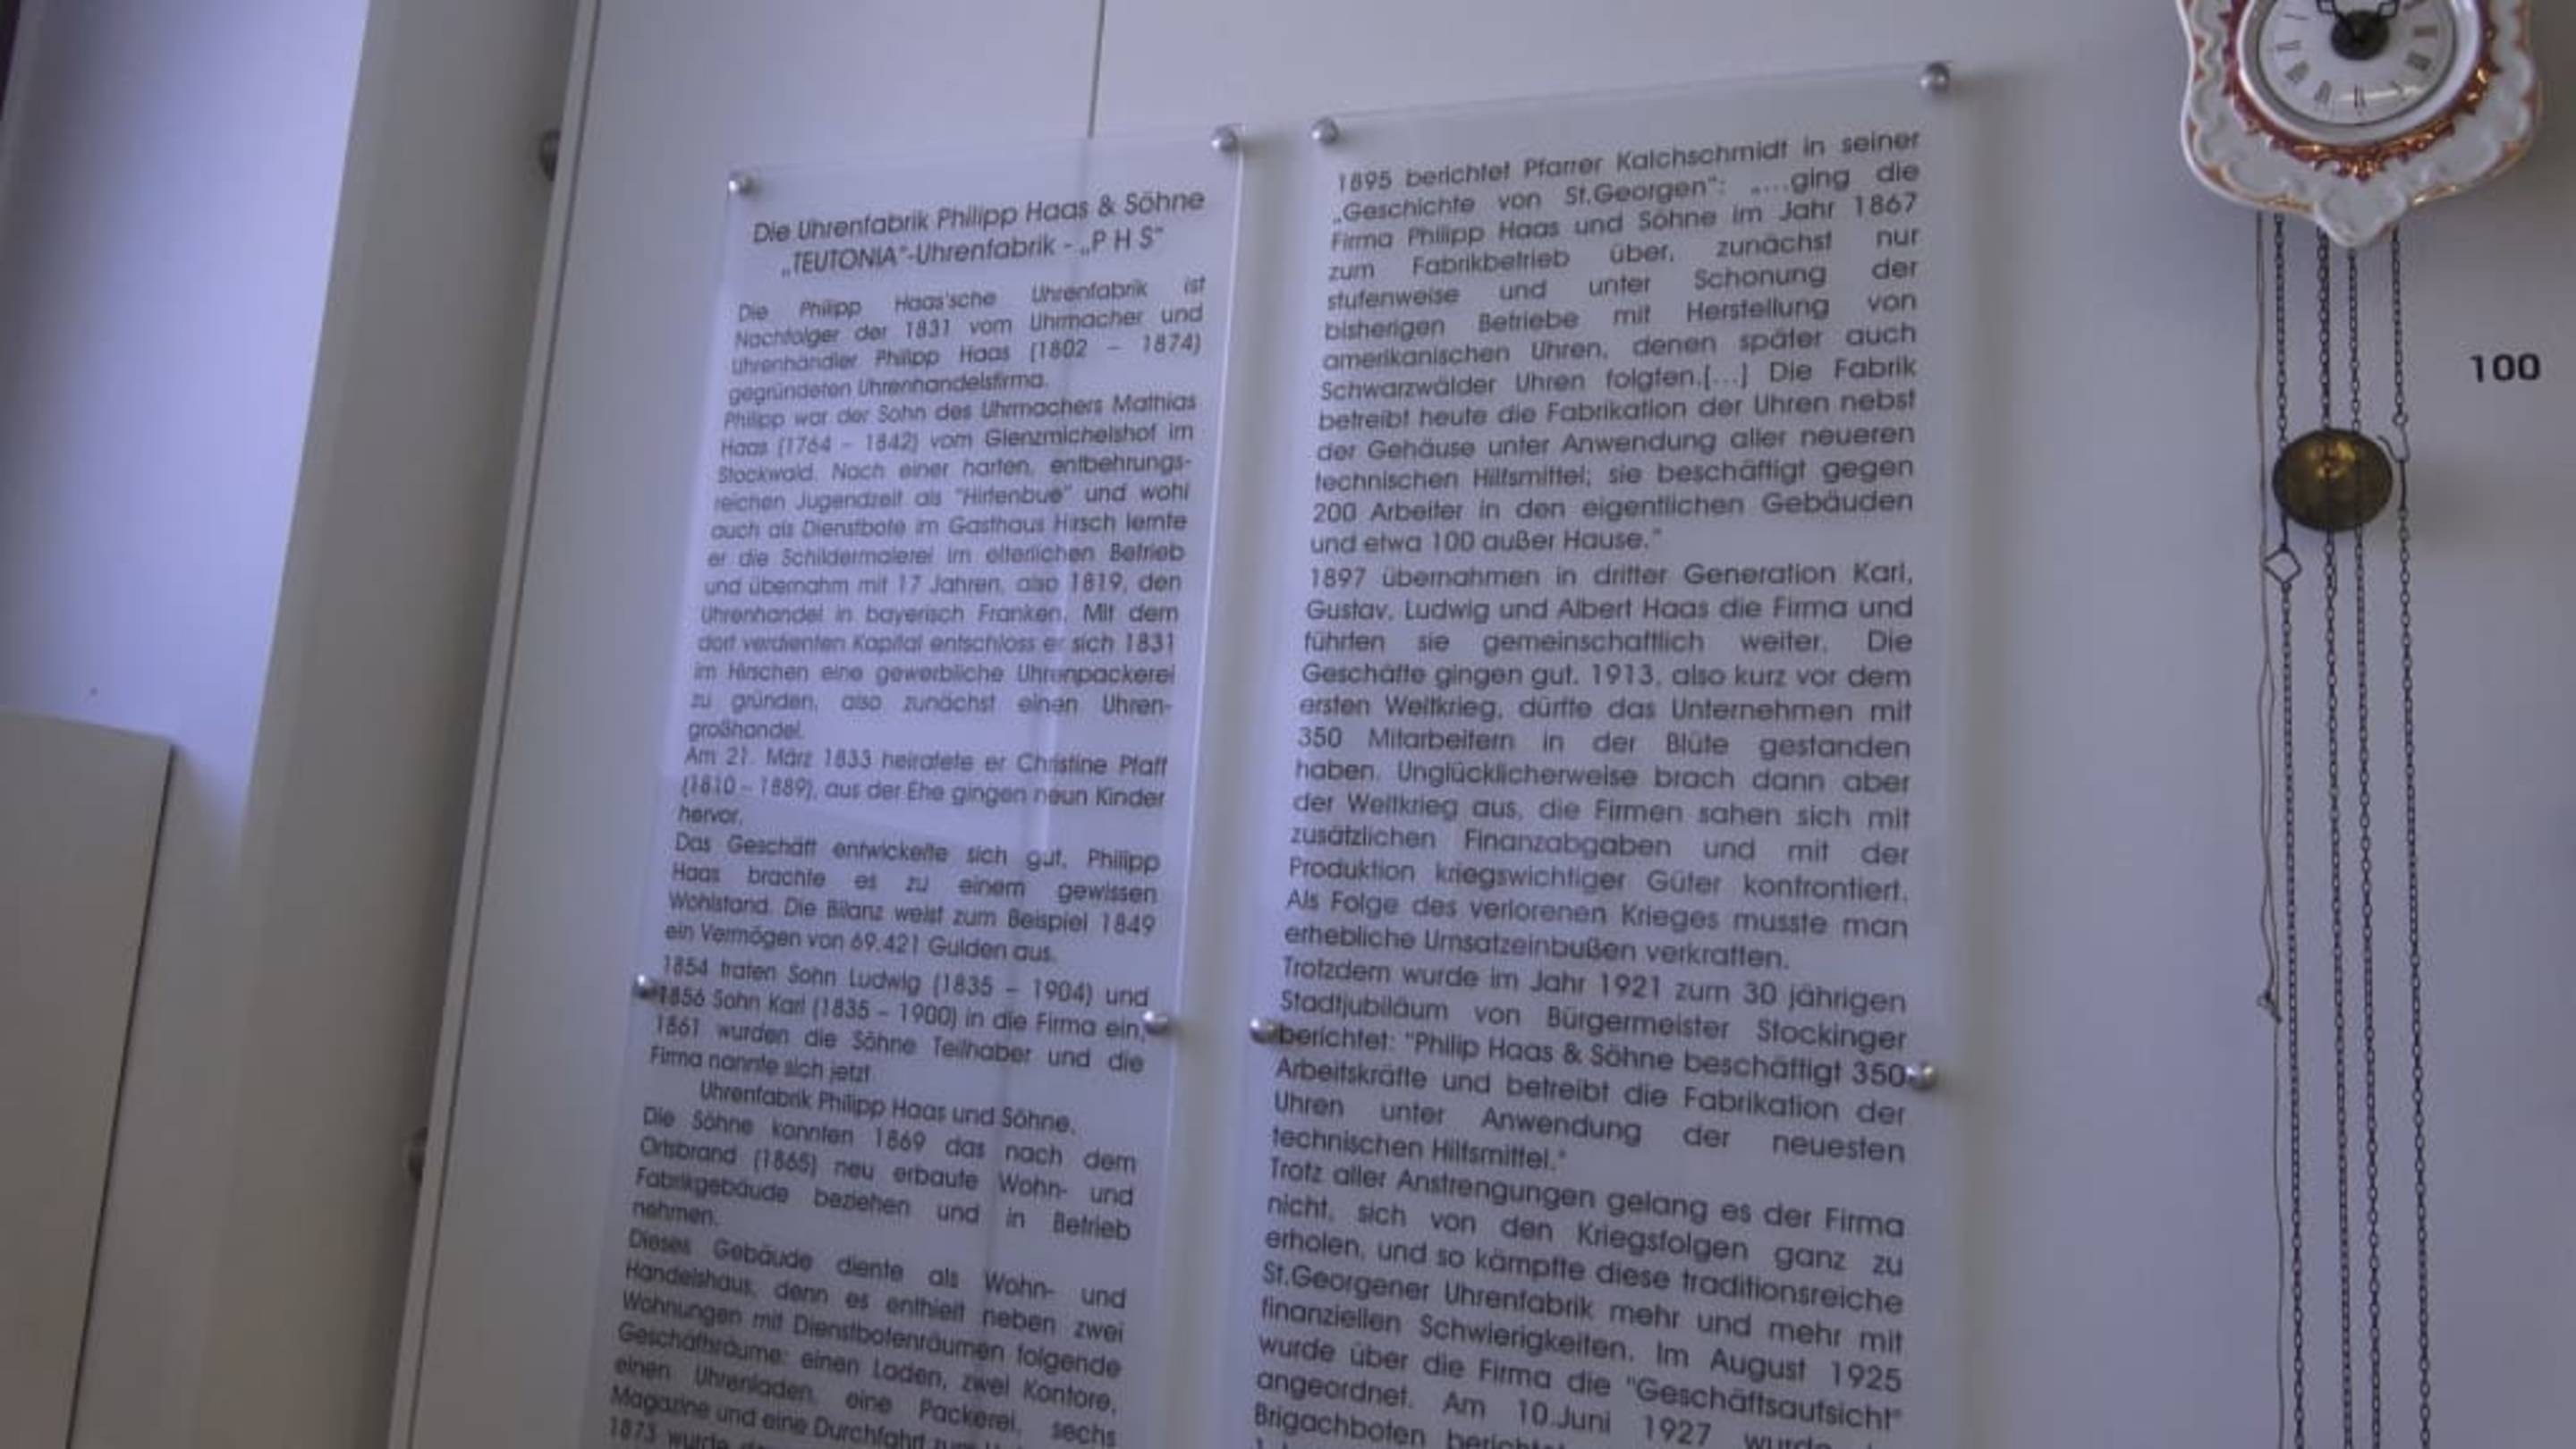 Die Uhrenfabrik Philipp Haas & Söhne
„TEUTONIA"-Uhrenfabrik - „P H S"
Die Philipp Haas'sche Uhrenfabrik ist
Nachfolger der 1831 vom Uhrmacher und
Uhrenhändler Philipp Haas (1802 – 1874)
gegründeten Uhrenhandelsfirma.
Philipp war der Sohn des Uhrmachers Mathias
Haas (1764 – 1842) vom Glenzmichelshof im
Stockwald. Nach einer harten, entbehrungs-
reichen Jugendzeit als "Hirtenbue" und wohl
auch als Dienstbote im Gasthaus Hirsch lernte
er die Schildermalerei im elterlichen Betrieb
und übernahm mit 17 Jahren, also 1819, den
Uhrenhandel in bayerisch Franken. Mit dem
dort verdienten Kapital entschloss er sich 1831
im Hirschen eine gewerbliche Uhrenpackerei
zu gründen, also zunächst einen Uhren-
großhandel.
Am 21. März 1833 heiratete er Christine Pfaff
(1810 – 1889), aus der Ehe gingen neun Kinder
hervor.
Das Geschäft entwickelte sich gut, Philipp
Haas brachte es zu einem gewissen
Wohlstand. Die Bilanz weist zum Beispiel 1849
ein Vermögen von 69.421 Gulden aus.
1854 traten Sohn Ludwig (1835 – 1904) und
1856 Sohn Karl (1835 – 1900) in die Firma ein,
1861 wurden die Söhne Teilhaber und die
Firma nannte sich jetzt
Uhrenfabrik Philipp Haas und Söhne.
Die Söhne konnten 1869 das nach dem
Ortsbrand (1865) neu erbaute Wohn- und
Fabrikgebäude beziehen und in Betrieb
nehmen.
Dieses Gebäude diente als Wohn- und
Handelshaus, denn es enthielt neben zwei
Wohnungen mit Dienstbotenräumen folgende
Geschäfträume: einen Laden, zwei Kontore,
einen Uhrenladen, eine Packerei, sechs
Magazine und eine Durchfahrt
1873 wurde
1895 berichtet Pfarrer Kalchschmidt in seiner
„Geschichte von St.Georgen": „...ging die
Firma Philipp Haas und Söhne im Jahr 1867
zum Fabrikbetrieb über, zunächst nur
stufenweise und unter Schonung der
bisherigen Betriebe mit Herstellung von
amerikanischen Uhren, denen später auch
Schwarzwälder Uhren folgten.[...] Die Fabrik
betreibt heute die Fabrikation der Uhren nebst
der Gehäuse unter Anwendung aller neueren
technischen Hilfsmittel; sie beschäftigt gegen
200 Arbeiter in den eigentlichen Gebäuden
und etwa 100 außer Hause."
1897 übernahmen in dritter Generation Karl,
Gustav, Ludwig und Albert Haas die Firma und
führten sie gemeinschaftlich weiter. Die
Geschäfte gingen gut. 1913, also kurz vor dem
ersten Weltkrieg, dürfte das Unternehmen mit
350 Mitarbeitern in der Blüte gestanden
haben. Unglücklicherweise brach dann aber
der Weltkrieg aus, die Firmen sahen sich mit
zusätzlichen Finanzabgaben und mit der
Produktion kriegswichtiger Güter konfrontiert.
Als Folge des verlorenen Krieges musste man
erhebliche Umsatzeinbußen verkraften.
Trotzdem wurde im Jahr 1921 zum 30 jährigen
Stadtjubiläum von Bürgermeister Stockinger
berichtet: "Philip Haas & Söhne beschäftigt 350
Arbeitskräfte und betreibt die Fabrikation der
Uhren unter Anwendung der neuesten
technischen Hilfsmittel."
Trotz aller Anstrengungen gelang es der Firma
nicht, sich von den Kriegsfolgen ganz zu
erholen, und so kämpfte diese traditionsreiche
St.Georgener Uhrenfabrik mehr und mehr mit
finanziellen Schwierigkeiten. Im August 1925
wurde über die Firma die "Geschäftsaufsicht"
angeordnet. Am 10.Juni 1927 wurde
Brigachboten
100